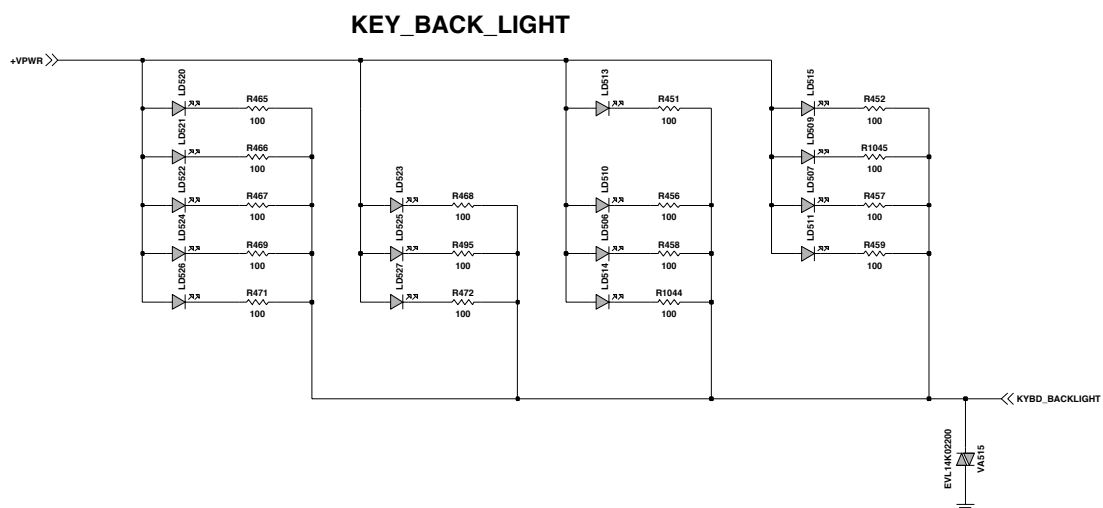 KEY_BACK_LIGHT
+VPWR
LD520
R465
100
LD521
R466
100
LD522
R467
100
LD524
R469
100
LD526
R471
100
LD523
R468
100
LD525
R495
100
LD527
R472
100
LD513
R451
100
LD510
R456
100
LD506
R458
100
LD514
R1044
100
LD515
R452
100
LD509
R1045
100
LD507
R457
100
LD511
R459
100
KYBD_BACKLIGHT
EVL14K02200
VA515